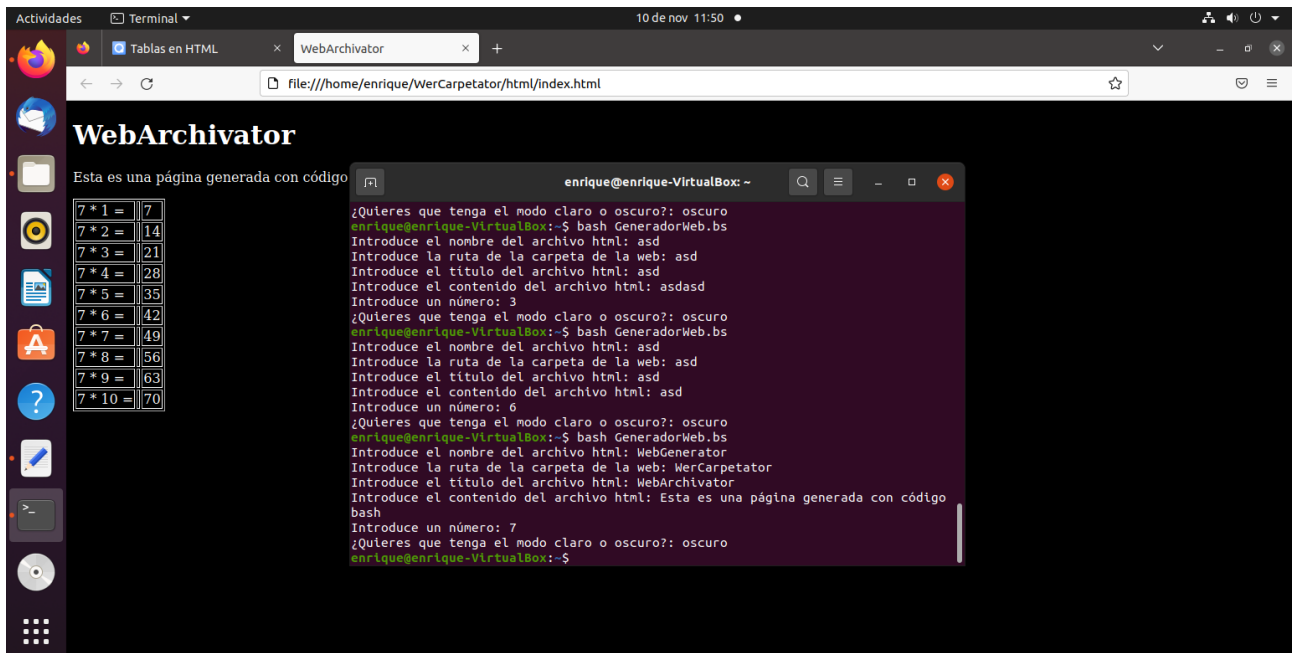 Actividades Terminal 10 de nov 11:50
Tablas en HTML WebArchivator
file:///home/enrique/WerCarpetator/html/index.html
WebArchivator
Esta es una página generada con código
7 * 1 = 7
7 * 2 = 14
7 * 3 = 21
7 * 4 = 28
7 * 5 = 35
7 * 6 = 42
7 * 7 = 49
7 * 8 = 56
7 * 9 = 63
7 * 10 = 70
enrique@enrique-VirtualBox: ~
¿Quieres que tenga el modo claro o oscuro?: oscuro
enrique@enrique-VirtualBox:~$ bash GeneradorWeb.bs
Introduce el nombre del archivo html: asd
Introduce la ruta de la carpeta de la web: asd
Introduce el titulo del archivo html: asd
Introduce el contenido del archivo html: asdasd
Introduce un número: 3
¿Quieres que tenga el modo claro o oscuro?: oscuro
enrique@enrique-VirtualBox:~$ bash GeneradorWeb.bs
Introduce el nombre del archivo html: asd
Introduce la ruta de la carpeta de la web: asd
Introduce el titulo del archivo html: asd
Introduce el contenido del archivo html: asd
Introduce un número: 6
¿Quieres que tenga el modo claro o oscuro?: oscuro
enrique@enrique-VirtualBox:~$ bash GeneradorWeb.bs
Introduce el nombre del archivo html: WebGenerator
Introduce la ruta de la carpeta de la web: WerCarpetator
Introduce el titulo del archivo html: WebArchivator
Introduce el contenido del archivo html: Esta es una página generada con código
bash
Introduce un número: 7
¿Quieres que tenga el modo claro o oscuro?: oscuro
enrique@enrique-VirtualBox:~$